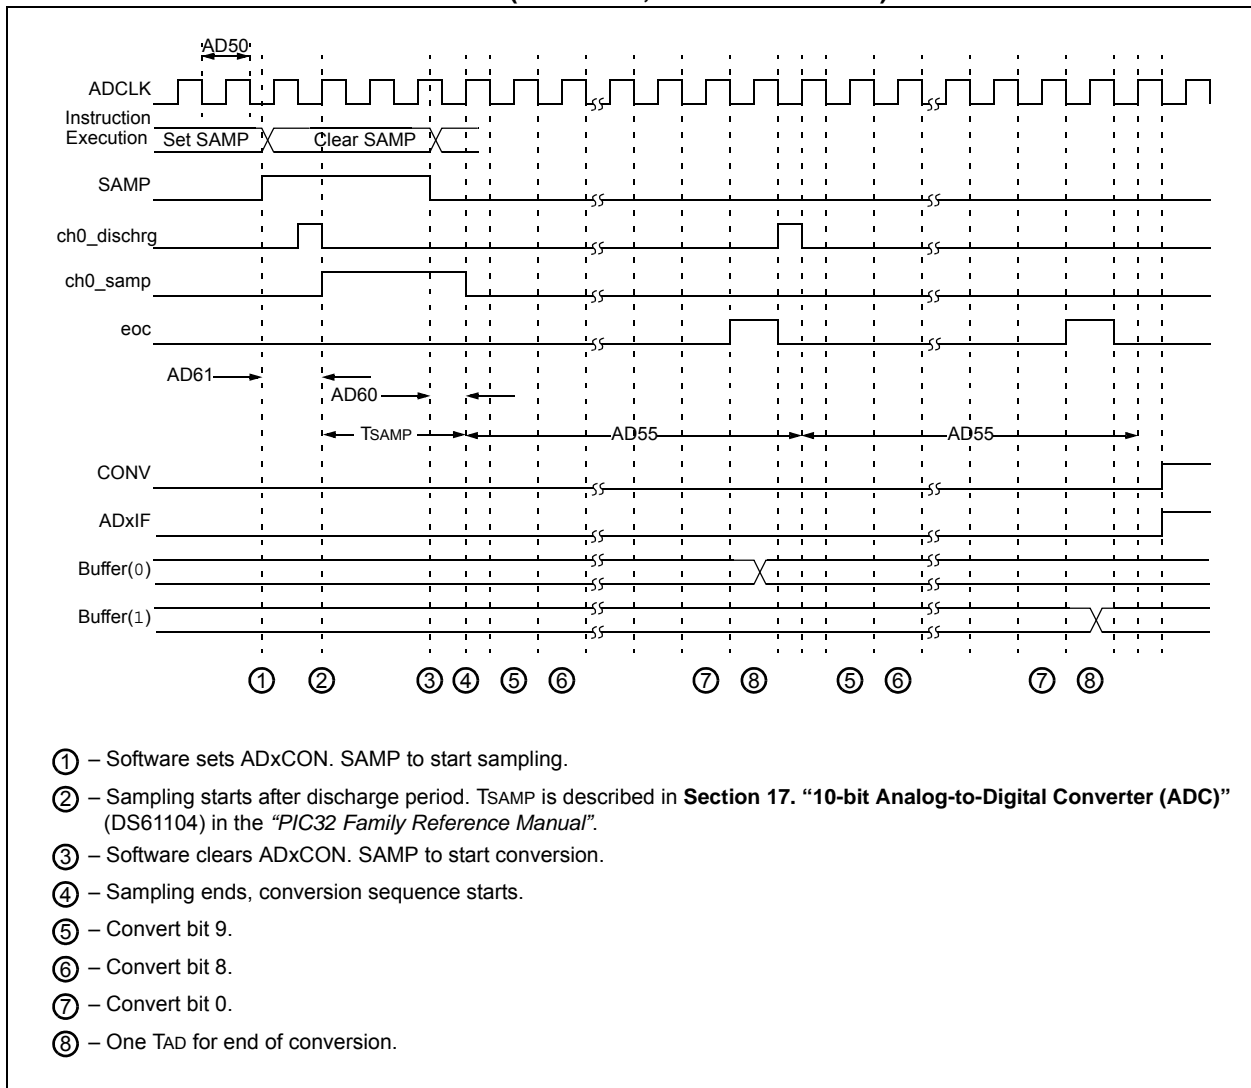 AD50
ADCLK
Instruction
Execution Set SAMP Clear SAMP
SAMP
ch0_dischrg
ch0_samp
eoc
AD61
AD60
TSAMP AD55 AD55
CONV
ADxIF
Buffer(0)
Buffer(1)
1 2 3 4 5 6 7 8 5 6 7 8
1 – Software sets ADxCON. SAMP to start sampling.
2 – Sampling starts after discharge period. TSAMP is described in Section 17. “10-bit Analog-to-Digital Converter (ADC)”
(DS61104) in the “PIC32 Family Reference Manual”.
3 – Software clears ADxCON. SAMP to start conversion.
4 – Sampling ends, conversion sequence starts.
5 – Convert bit 9.
6 – Convert bit 8.
7 – Convert bit 0.
8 – One TAD for end of conversion.